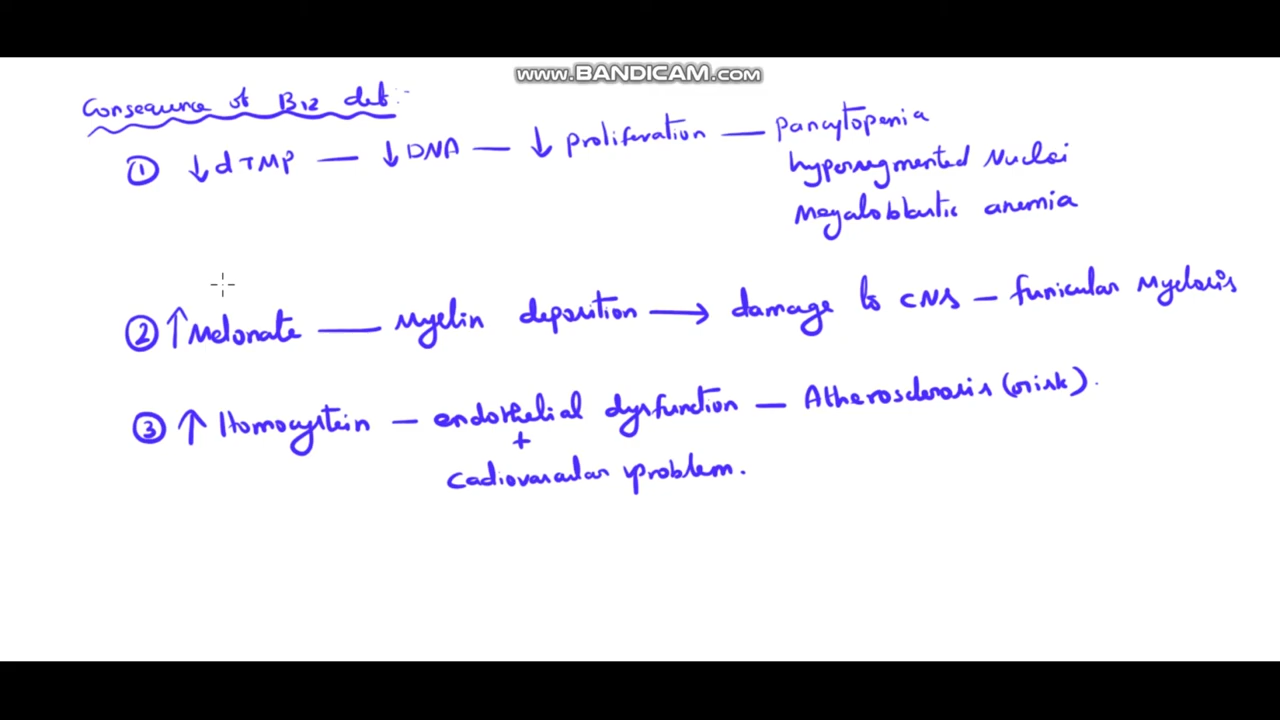 www.BANDICAM.com
Consequence of B12 def:-
① ↓dTMP — ↓DNA — ↓ proliferation — pancytopenia
hypersegmented Nuclei
Megaloblastic anemia
② ↑Melonate — Myelin deposition → damage to CNS — funicular Myelosis
③ ↑ Homocystein — endothelial dysfunction — Atherosclerosis (risk).
+
Cadiovascular problem.